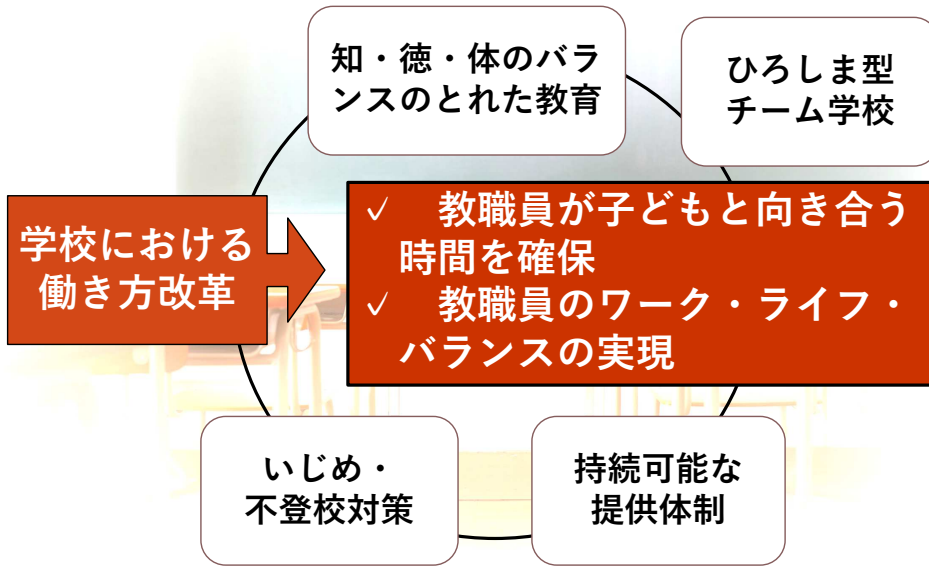 知・徳・体のバラ
ンスのとれた教育
ひろしま型
チーム学校
学校における
働き方改革
✓　教職員が子どもと向き合う
時間を確保
✓　教職員のワーク・ライフ・
バランスの実現
いじめ・
不登校対策
持続可能な
提供体制